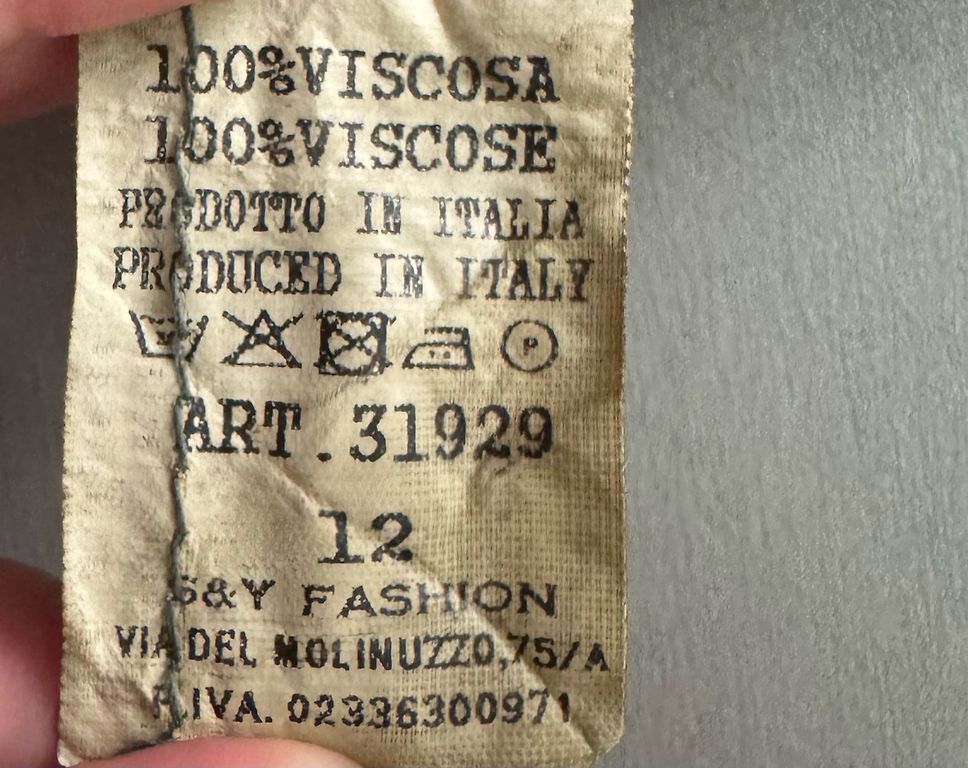 100%VISCOSA
100%VISCOSE
PRODOTTO IN ITALIA
PRODUCED IN ITALY
P
ART.31929
12
S&Y FASHION
VIA DEL MOLINUZZO,75/A
P.IVA. 02336300971